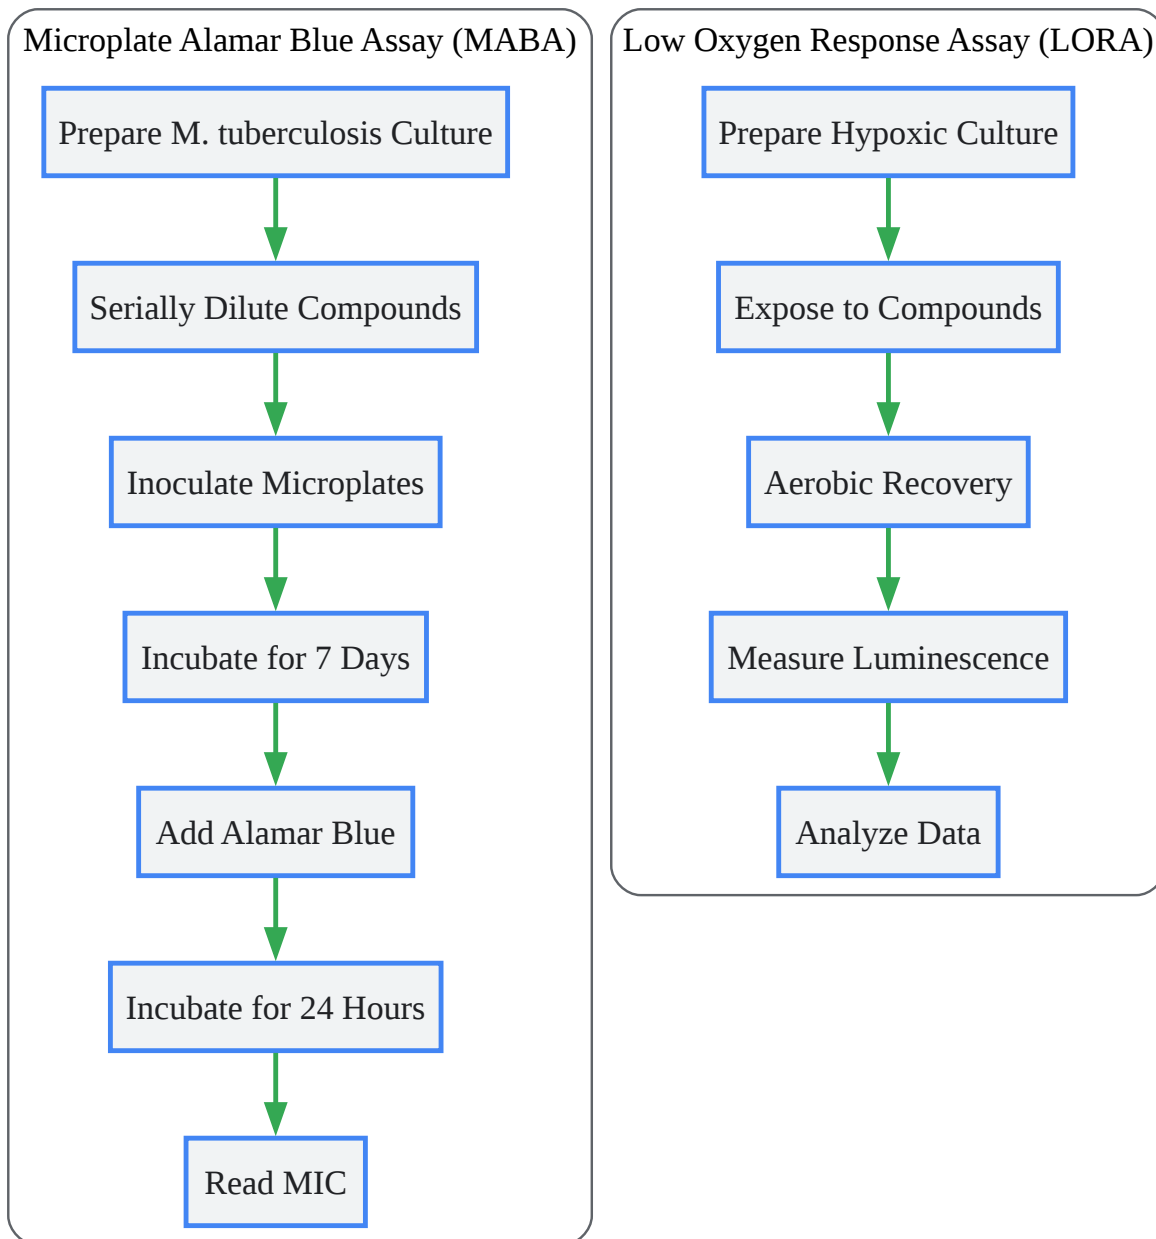 Microplate Alamar Blue Assay (MABA)
Prepare M. tuberculosis Culture
Serially Dilute Compounds
Inoculate Microplates
Incubate for 7 Days
Add Alamar Blue
Incubate for 24 Hours
Read MIC
Low Oxygen Response Assay (LORA)
Prepare Hypoxic Culture
Expose to Compounds
Aerobic Recovery
Measure Luminescence
Analyze Data